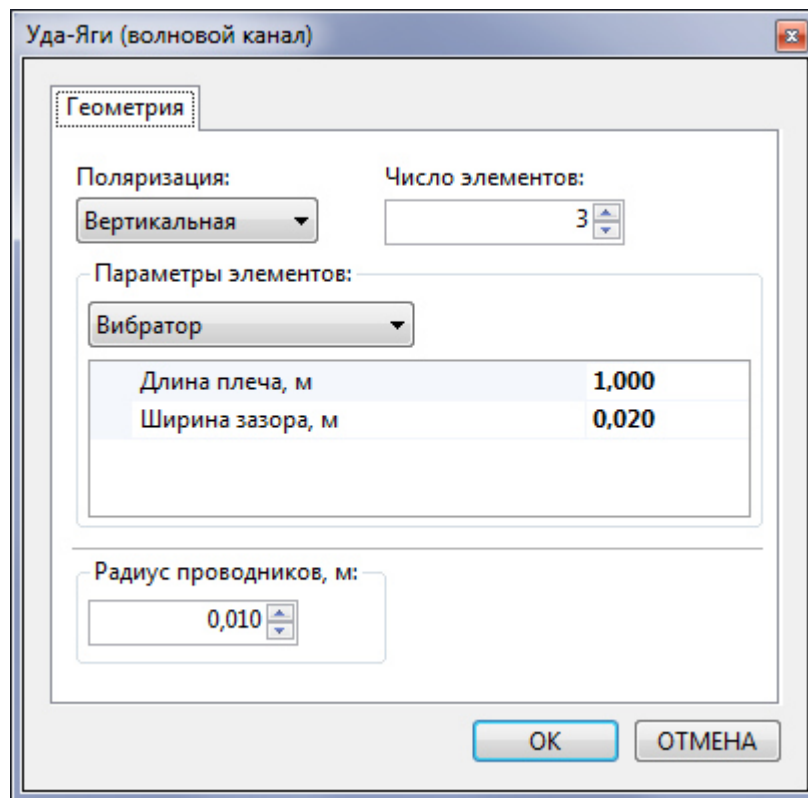 Уда-Яги (волновой канал)
Геометрия
Поляризация: Число элементов:
Вертикальная 3
Параметры элементов:
Вибратор
Длина плеча, м 1,000
Ширина зазора, м 0,020
Радиус проводников, м:
0,010
ОК ОТМЕНА